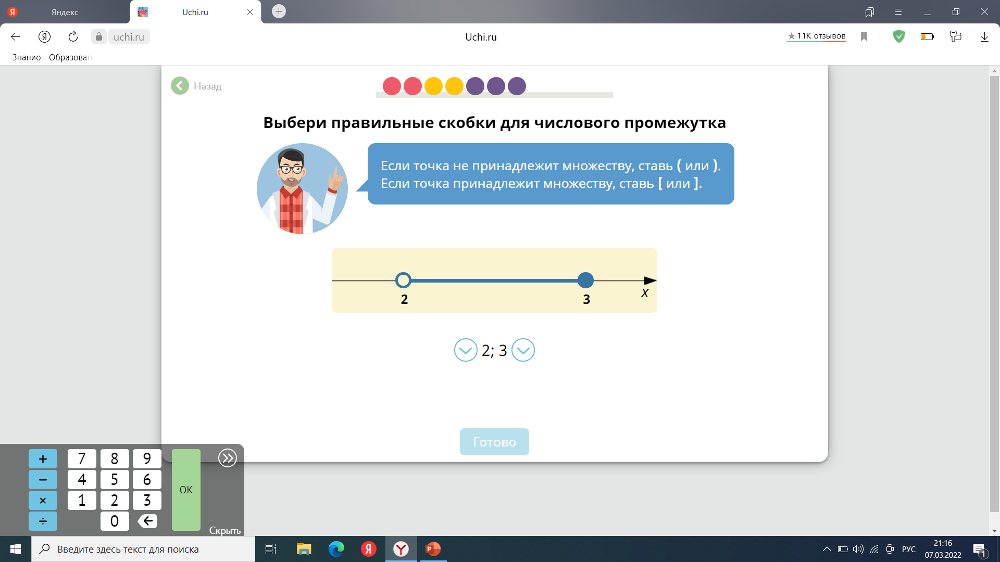 Яндекс
Uchi.ru
uchi.ru
Uchi.ru
★11K отзывов
Знанио - Образоват
Назад
Выбери правильные скобки для числового промежутка
Если точка не принадлежит множеству, ставь ( или ).
Если точка принадлежит множеству, ставь [ или ].
2
3
X
2; 3
Готово
+ 7 8 9
− 4 5 6
× 1 2 3
÷ 0
OK
Скрыть
Введите здесь текст для поиска
РУС
21:16
07.03.2022
1